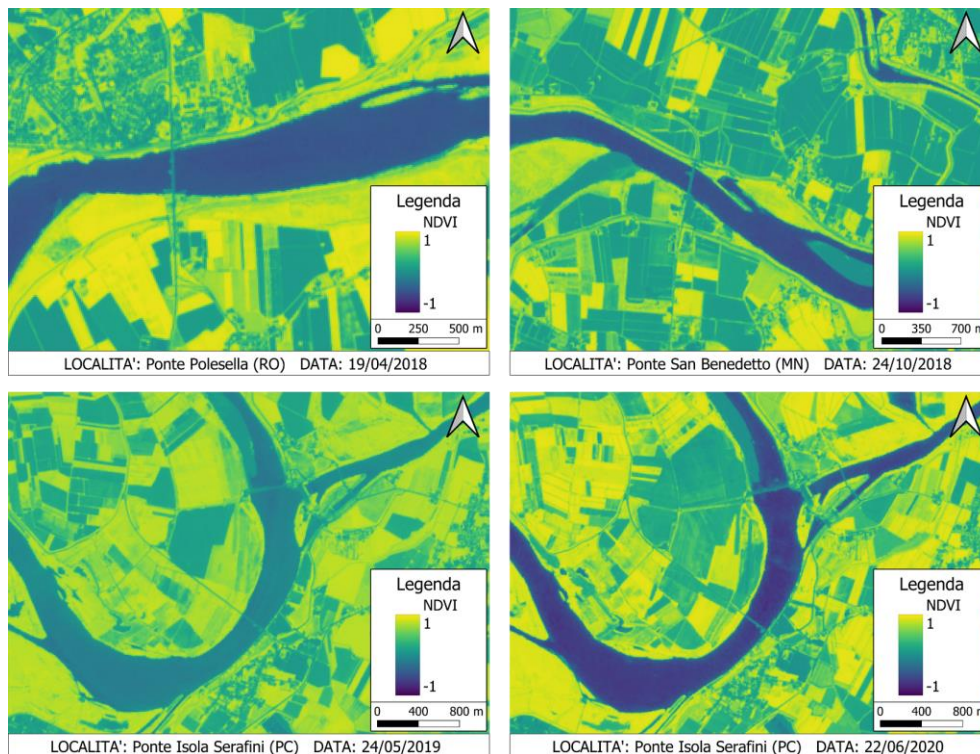 Legenda
NDVI
1
-1
0 250 500 m
LOCALITA': Ponte Polesella (RO) DATA: 19/04/2018
Legenda
NDVI
1
-1
0 350 700 m
LOCALITA': Ponte San Benedetto (MN) DATA: 24/10/2018
Legenda
NDVI
1
-1
0 400 800 m
LOCALITA': Ponte Isola Serafini (PC) DATA: 24/05/2019
Legenda
NDVI
1
-1
0 400 800 m
LOCALITA': Ponte Isola Serafini (PC) DATA: 22/06/2020